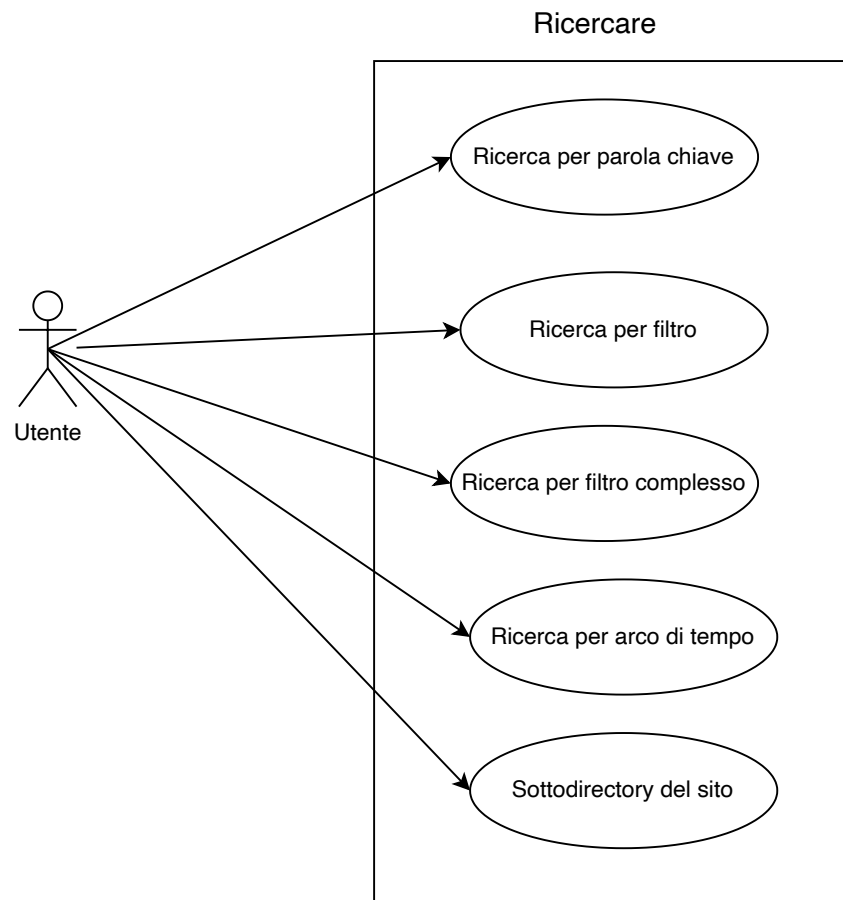 Ricercare
Ricerca per parola chiave
Ricerca per filtro
Utente
Ricerca per filtro complesso
Ricerca per arco di tempo
Sottodirectory del sito